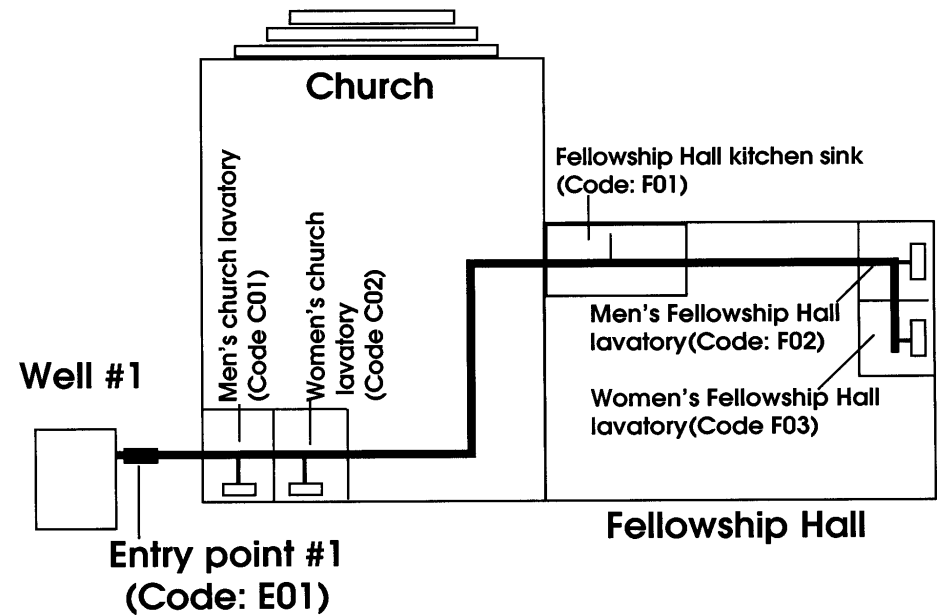 Church
Fellowship Hall kitchen sink
(Code: F01)
Men's church lavatory
(Code C01)
Women's church
lavatory
(Code C02)
Men's Fellowship Hall
lavatory(Code: F02)
Well #1
Women's Fellowship Hall
lavatory(Code F03)
Fellowship Hall
Entry point #1
(Code: E01)